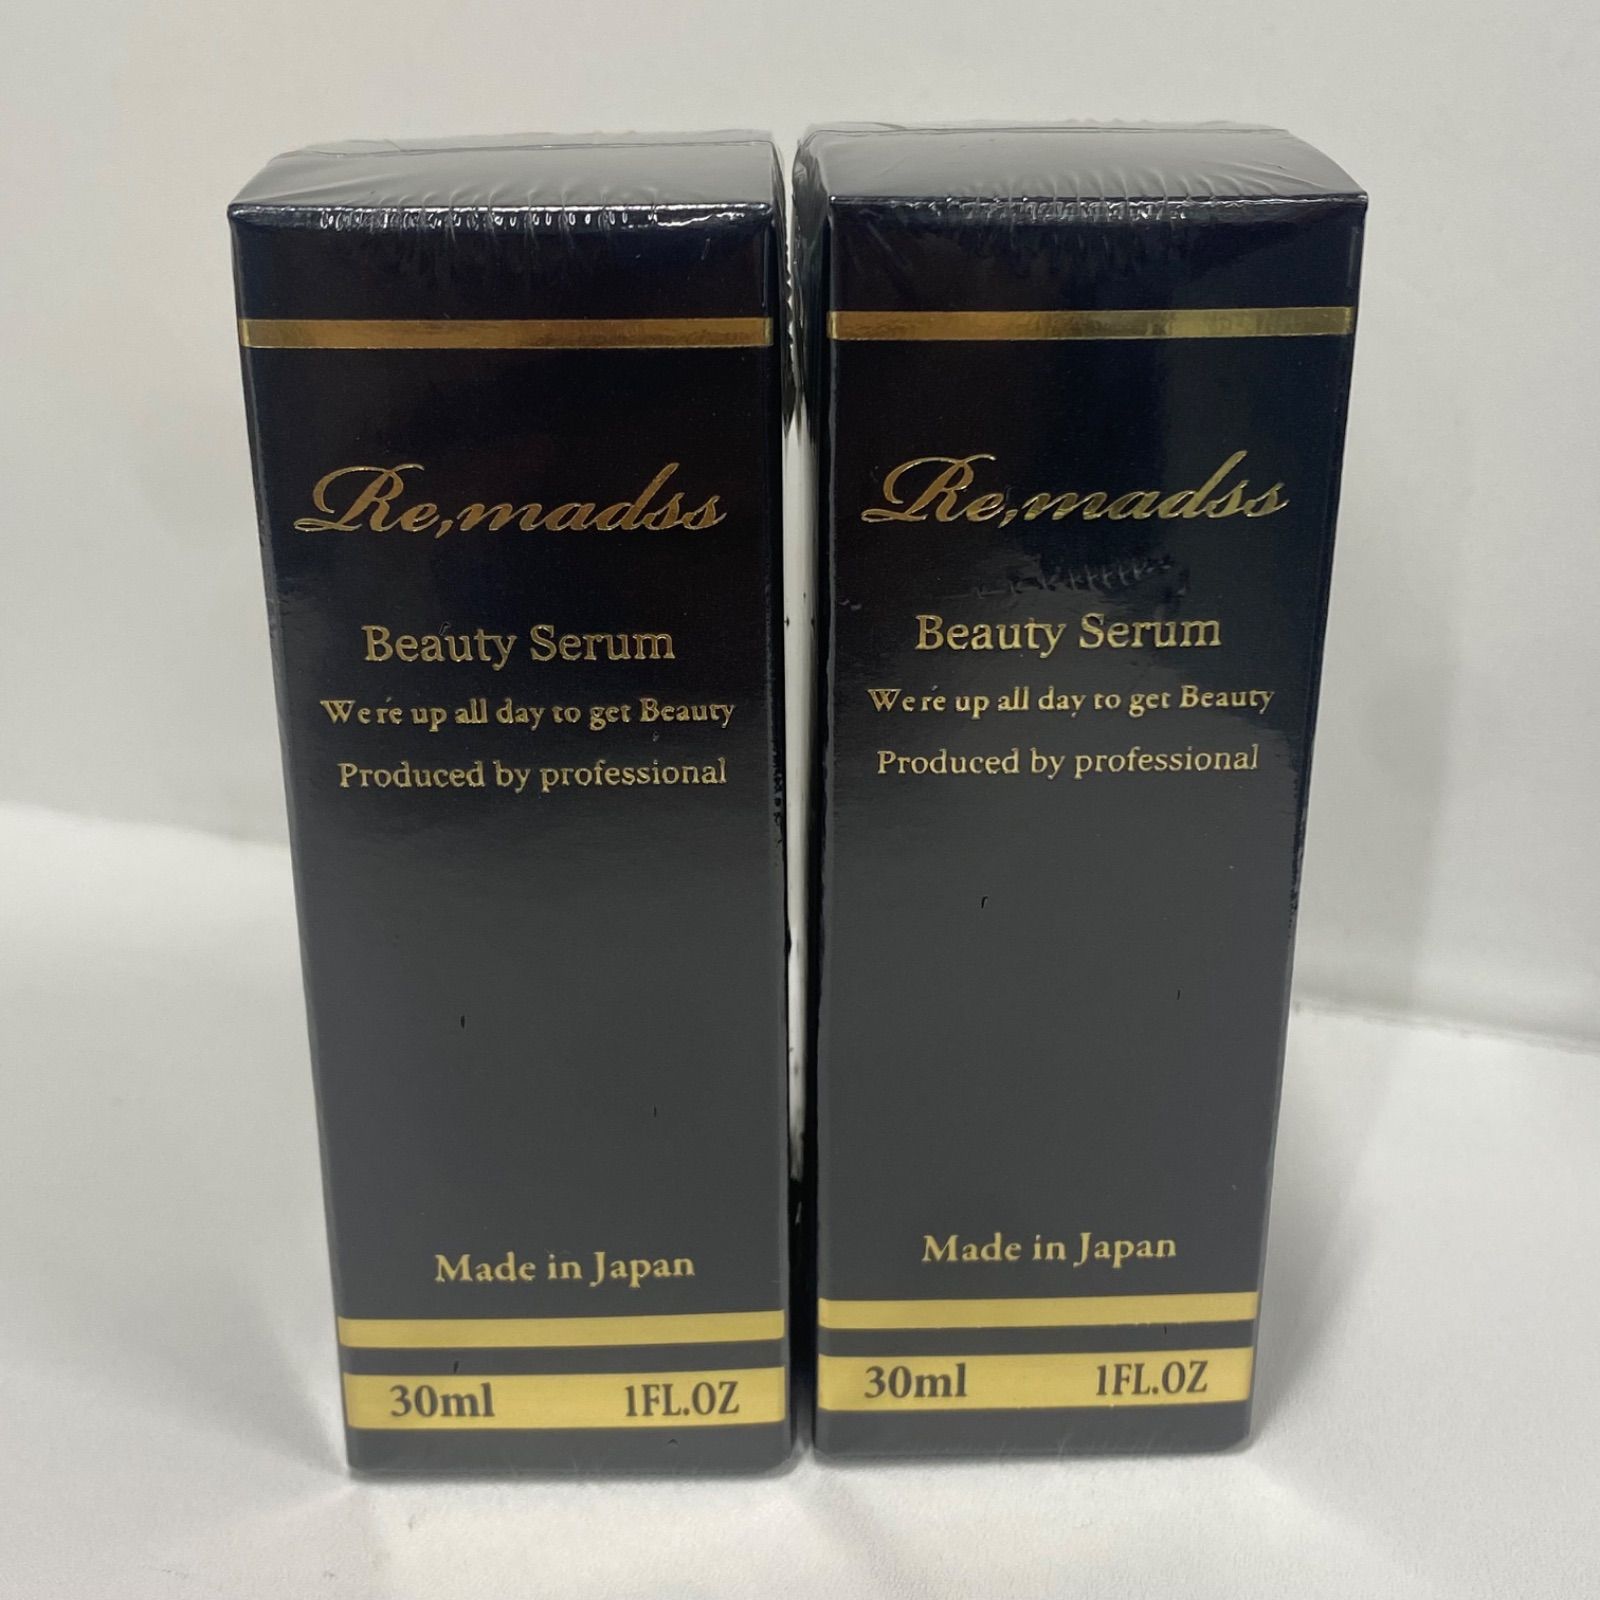 Re,madss
Beauty Serum
We're up all day to get Beauty
Produced by professional
Made in Japan
30ml 1FL.OZ
Re,madss
Beauty Serum
We're up all day to get Beauty
Produced by professional
Made in Japan
30ml 1FL.OZ